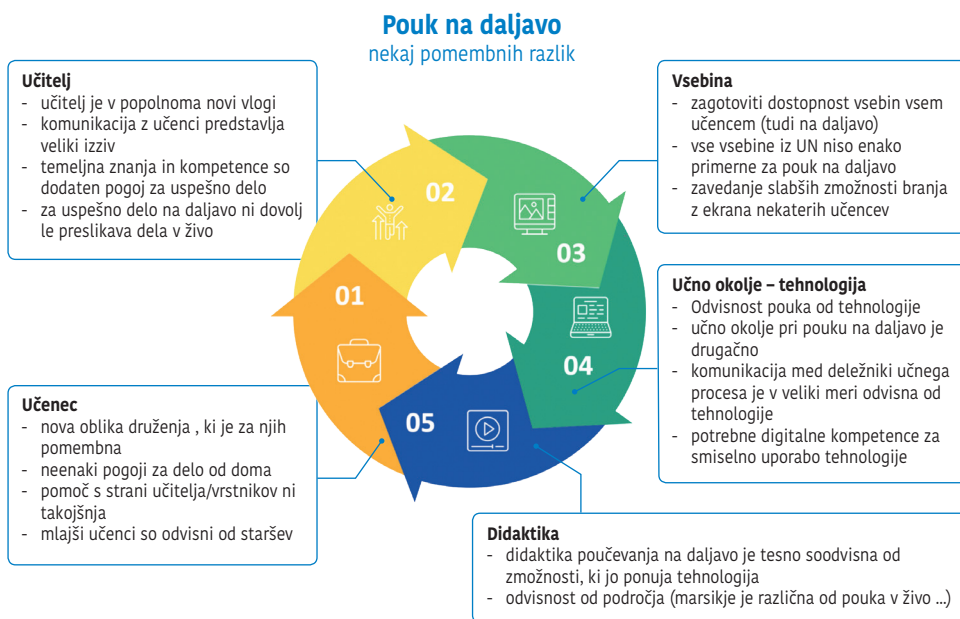 Pouk na daljavo
nekaj pomembnih razlik
Učitelj
- učitelj je v popolnoma novi vlogi
- komunikacija z učenci predstavlja
veliki izziv
- temeljna znanja in kompetence so
dodaten pogoj za uspešno delo
- za uspešno delo na daljavo ni dovolj
le preslikava dela v živo
Vsebina
- zagotoviti dostopnost vsebin vsem
učencem (tudi na daljavo)
- vse vsebine iz UN niso enako
primerne za pouk na daljavo
- zavedanje slabših zmožnosti branja
z ekrana nekaterih učencev
02
03
01
04
05
Učno okolje – tehnologija
- Odvisnost pouka od tehnologije
- učno okolje pri pouku na daljavo je
drugačno
- komunikacija med deležniki učnega
procesa je v veliki meri odvisna od
tehnologije
- potrebne digitalne kompetence za
smiselno uporabo tehnologije
Učenec
- nova oblika druženja , ki je za njih
pomembna
- neenaki pogoji za delo od doma
- pomoč s strani učitelja/vrstnikov ni
takojšnja
- mlajši učenci so odvisni od staršev
Didaktika
- didaktika poučevanja na daljavo je tesno soodvisna od
zmožnosti, ki jo ponuja tehnologija
- odvisnost od področja (marsikje je različna od pouka v živo ...)